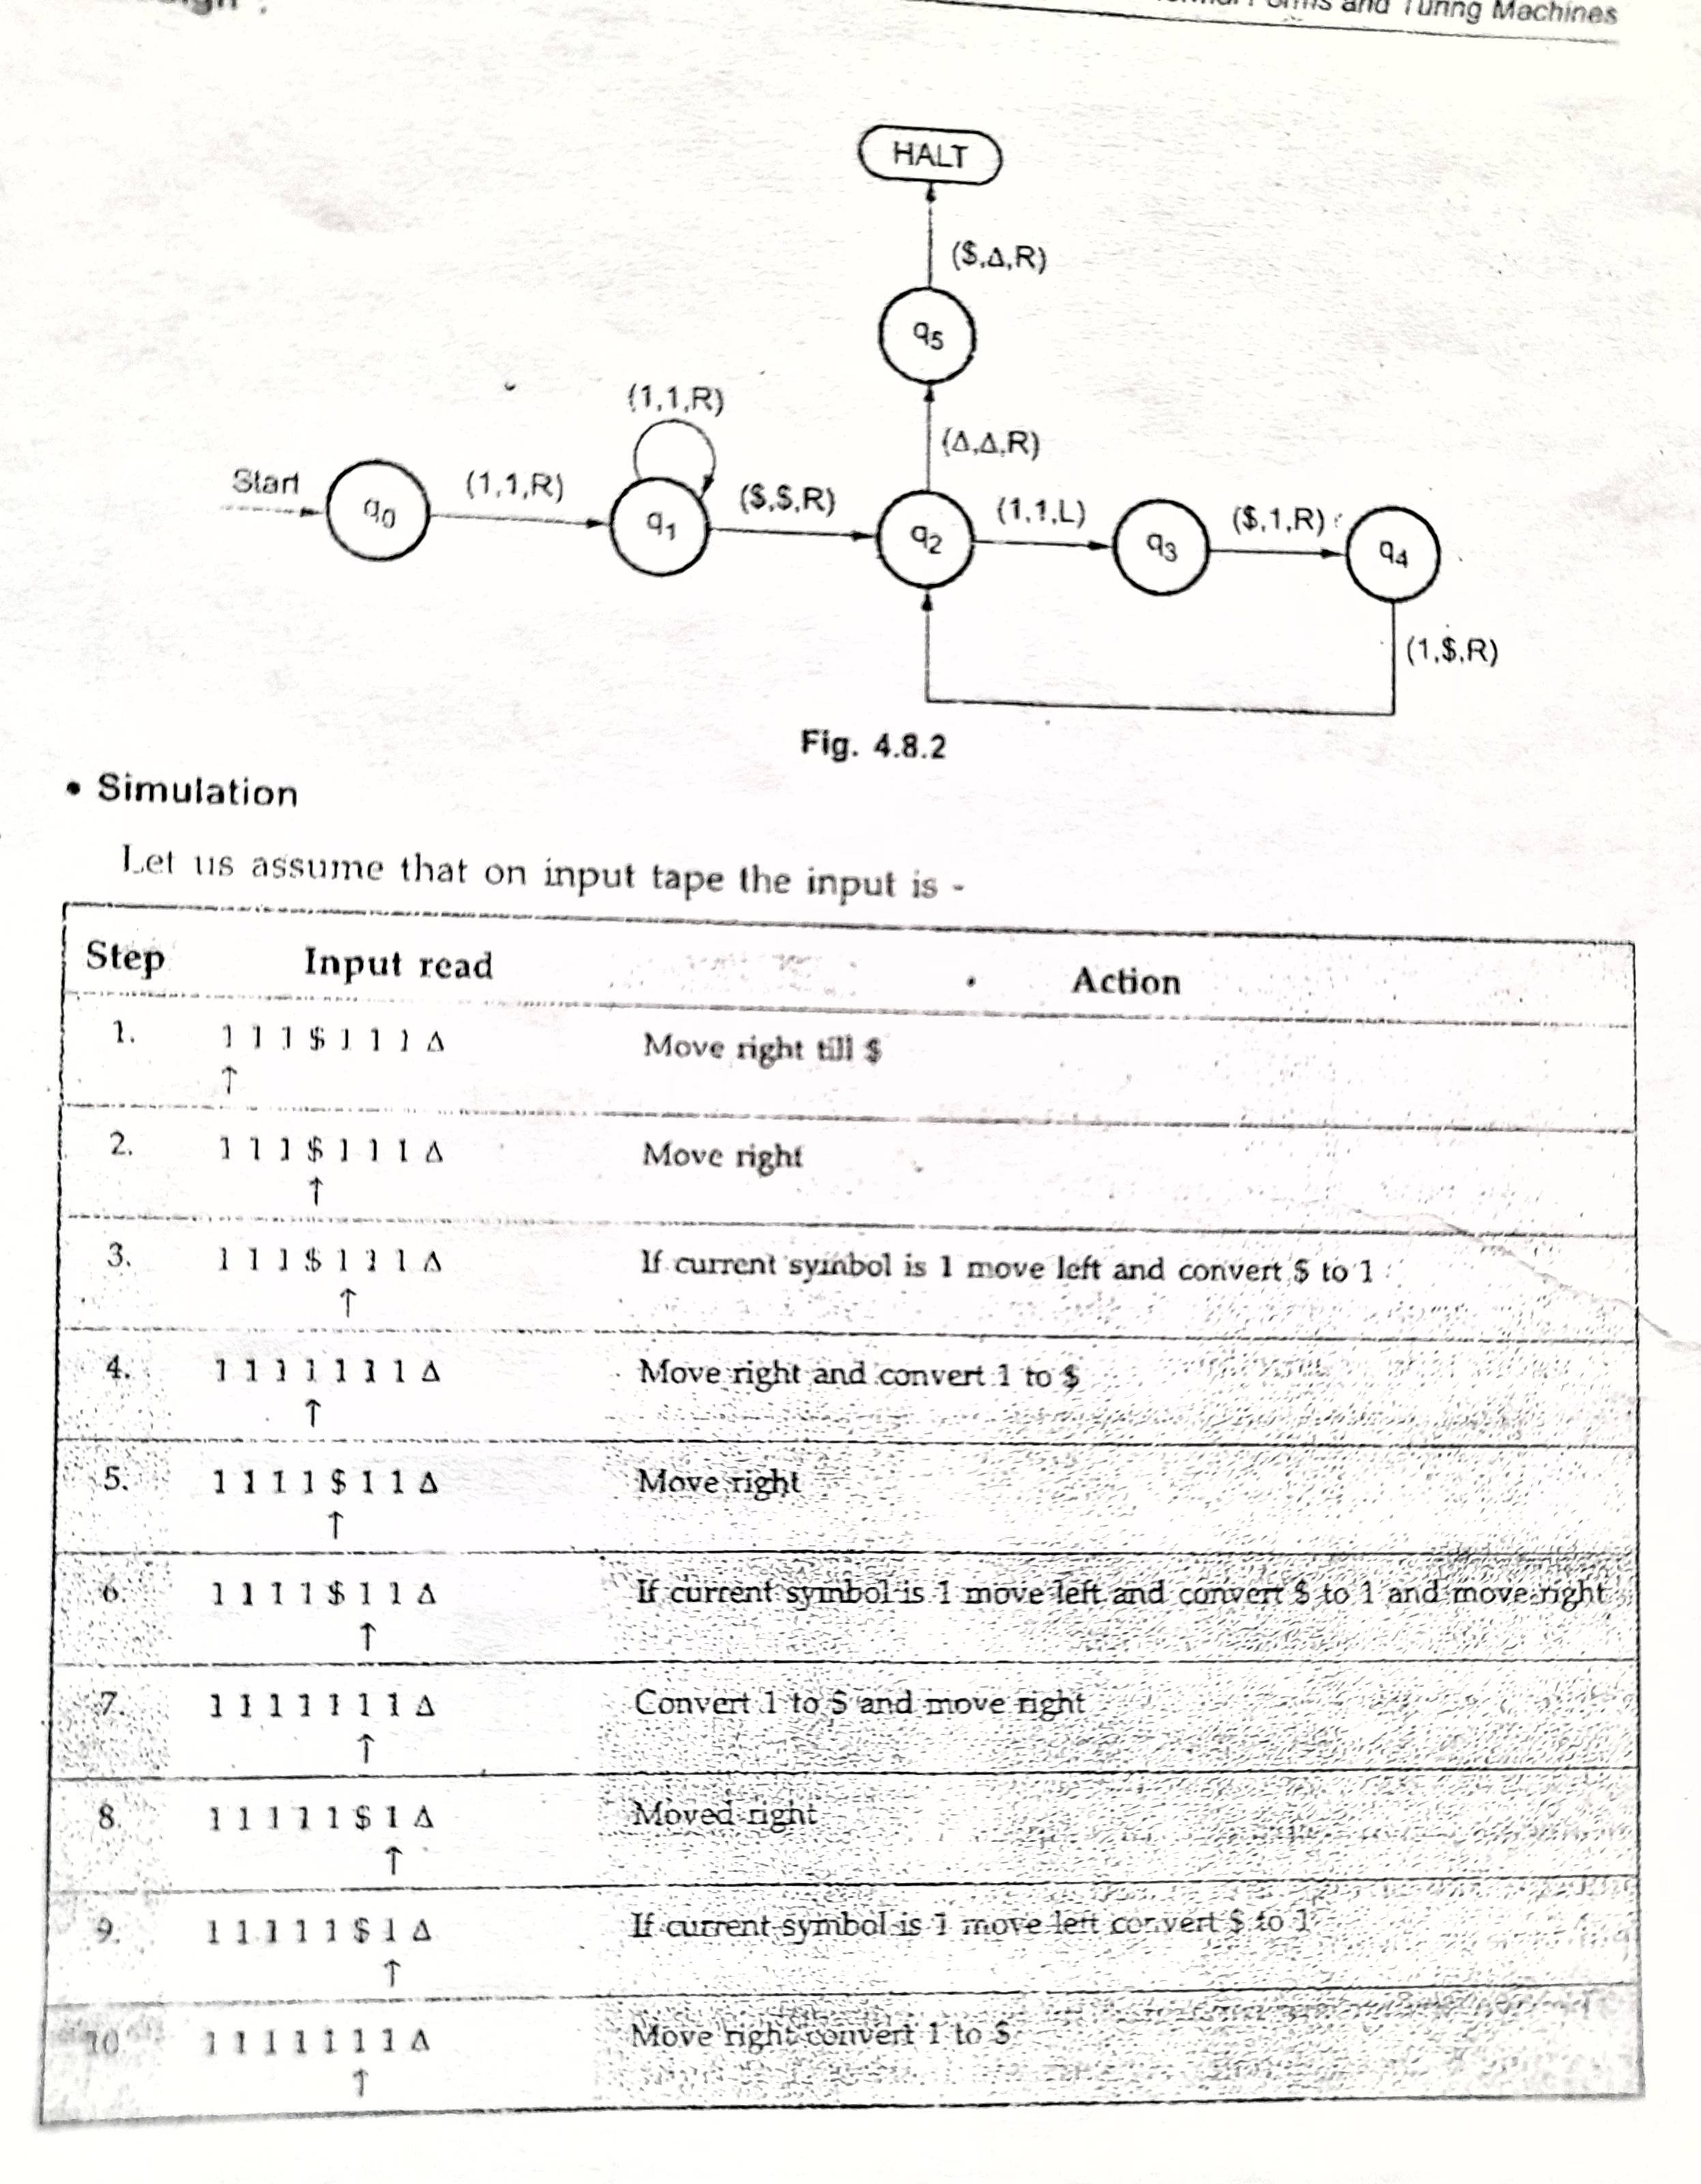 and Turing Machines
HALT
($,Δ,R)
q5
(1,1,R)
(Δ,Δ,R)
Start
q0
(1,1,R)
q1
($,$,R)
q2
(1,1,L)
q3
($,1,R)
q4
(1,$,R)
Fig. 4.8.2
• Simulation
Let us assume that on input tape the input is -
Step Input read Action
1. 1 1 1 $ 1 1 1 Δ Move right till $
↑
2. 1 1 1 $ 1 1 1 Δ Move right
↑
3. 1 1 1 $ 1 1 1 Δ If current symbol is 1 move left and convert $ to 1
↑
4. 1 1 1 1 1 1 1 Δ Move right and convert 1 to $
↑
5. 1 1 1 1 $ 1 1 Δ Move right
↑
6. 1 1 1 1 $ 1 1 Δ If current symbol is 1 move left and convert $ to 1 and move right
↑
7. 1 1 1 1 1 1 1 Δ Convert 1 to $ and move right
↑
8. 1 1 1 1 1 $ 1 Δ Moved right
↑
9. 1 1 1 1 1 $ 1 Δ If current symbol is 1 move left convert $ to 1
↑
10. 1 1 1 1 1 1 1 Δ Move right convert 1 to $
↑